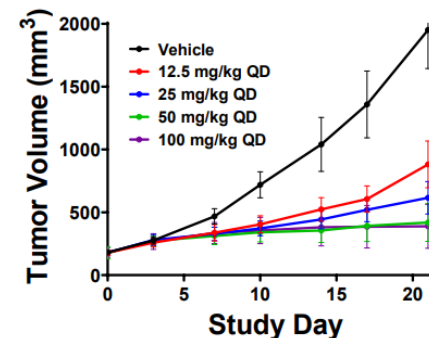 2000
1500
1000
500
0
Tumor Volume (mm³)
Vehicle
12.5 mg/kg QD
25 mg/kg QD
50 mg/kg QD
100 mg/kg QD
0 5 10 15 20
Study Day